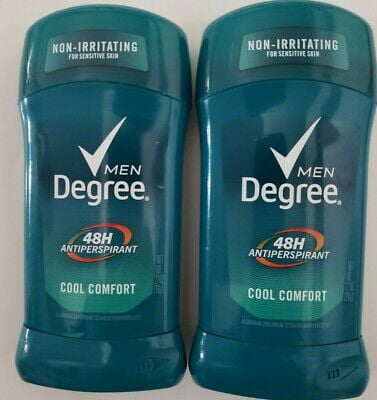 NON-IRRITATING
FOR SENSITIVE SKIN
MEN
Degree®
48H
ANTIPERSPIRANT
COOL COMFORT
NON-IRRITATING
FOR SENSITIVE SKIN
MEN
Degree®
48H
ANTIPERSPIRANT
COOL COMFORT